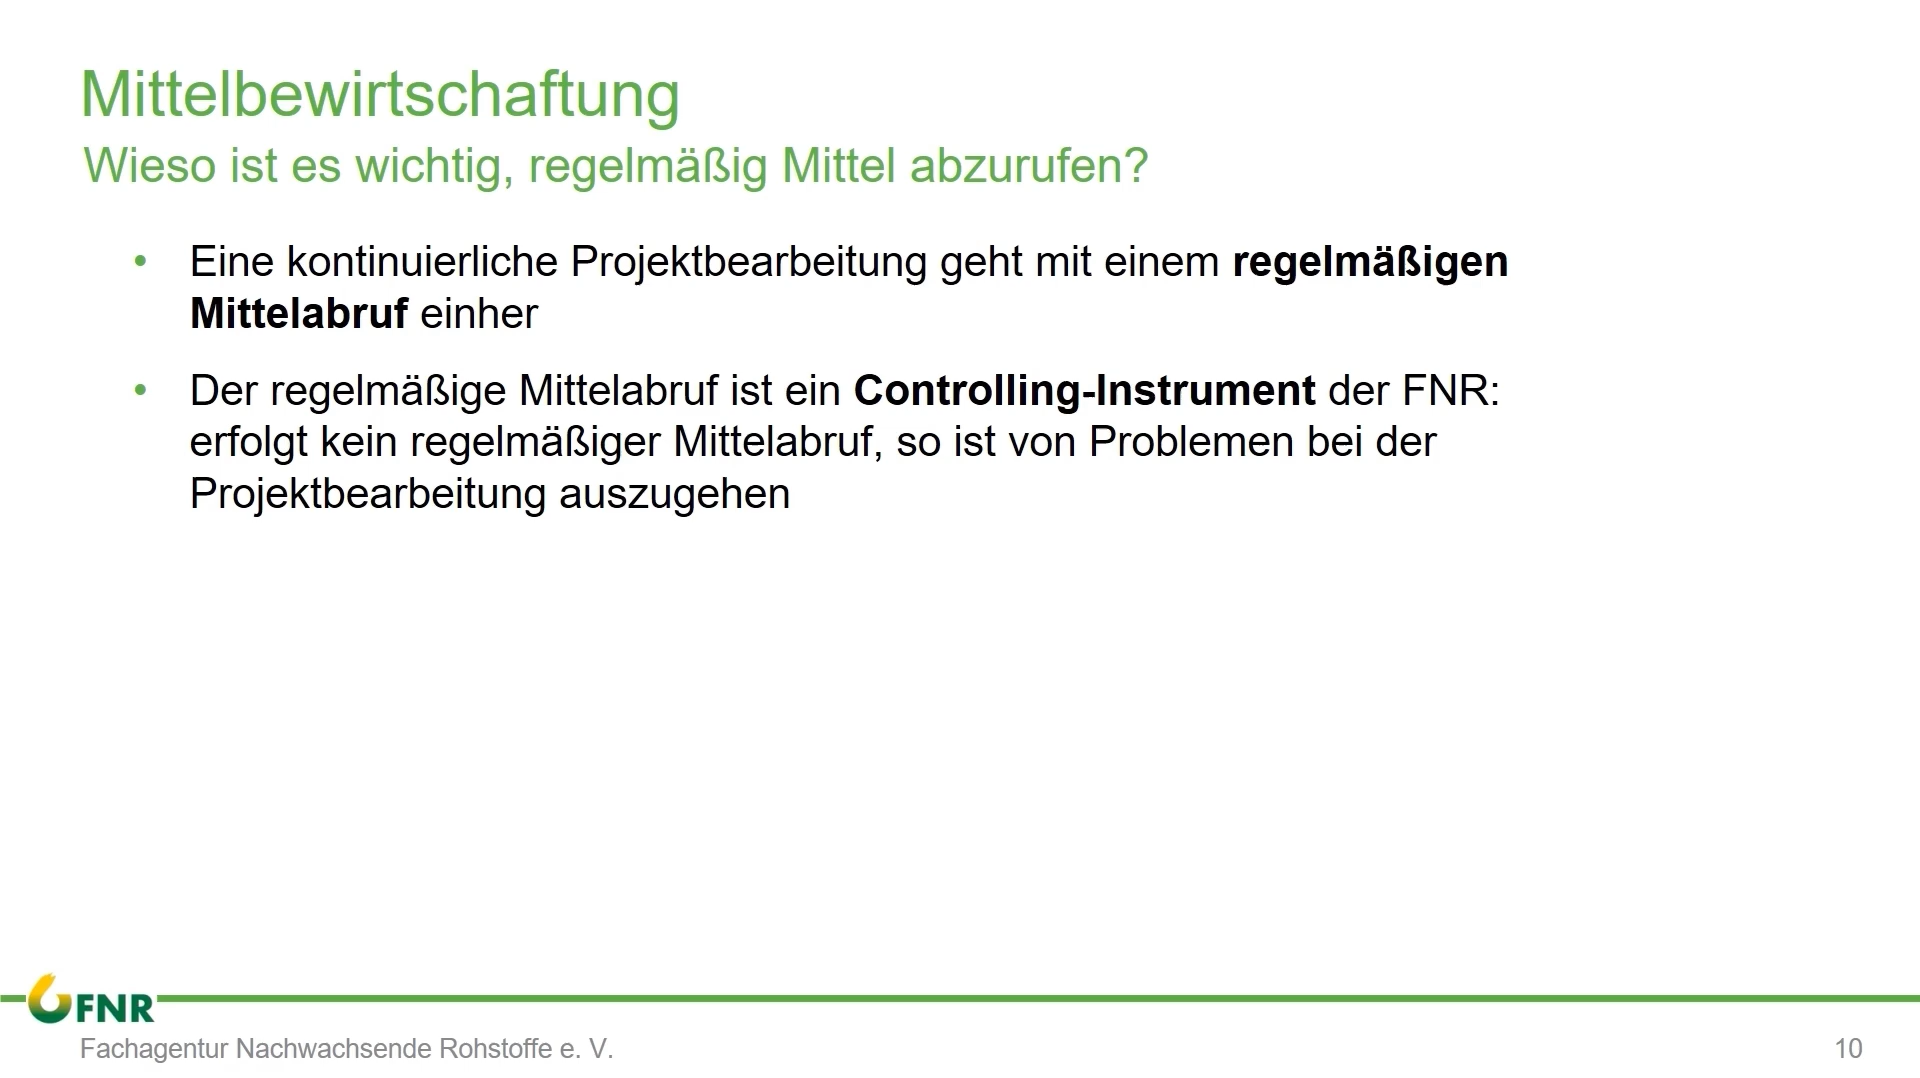 Mittelbewirtschaftung
Wieso ist es wichtig, regelmäßig Mittel abzurufen?
• Eine kontinuierliche Projektbearbeitung geht mit einem regelmäßigen
Mittelabruf einher
• Der regelmäßige Mittelabruf ist ein Controlling-Instrument der FNR:
erfolgt kein regelmäßiger Mittelabruf, so ist von Problemen bei der
Projektbearbeitung auszugehen
FNR
Fachagentur Nachwachsende Rohstoffe e. V.
10